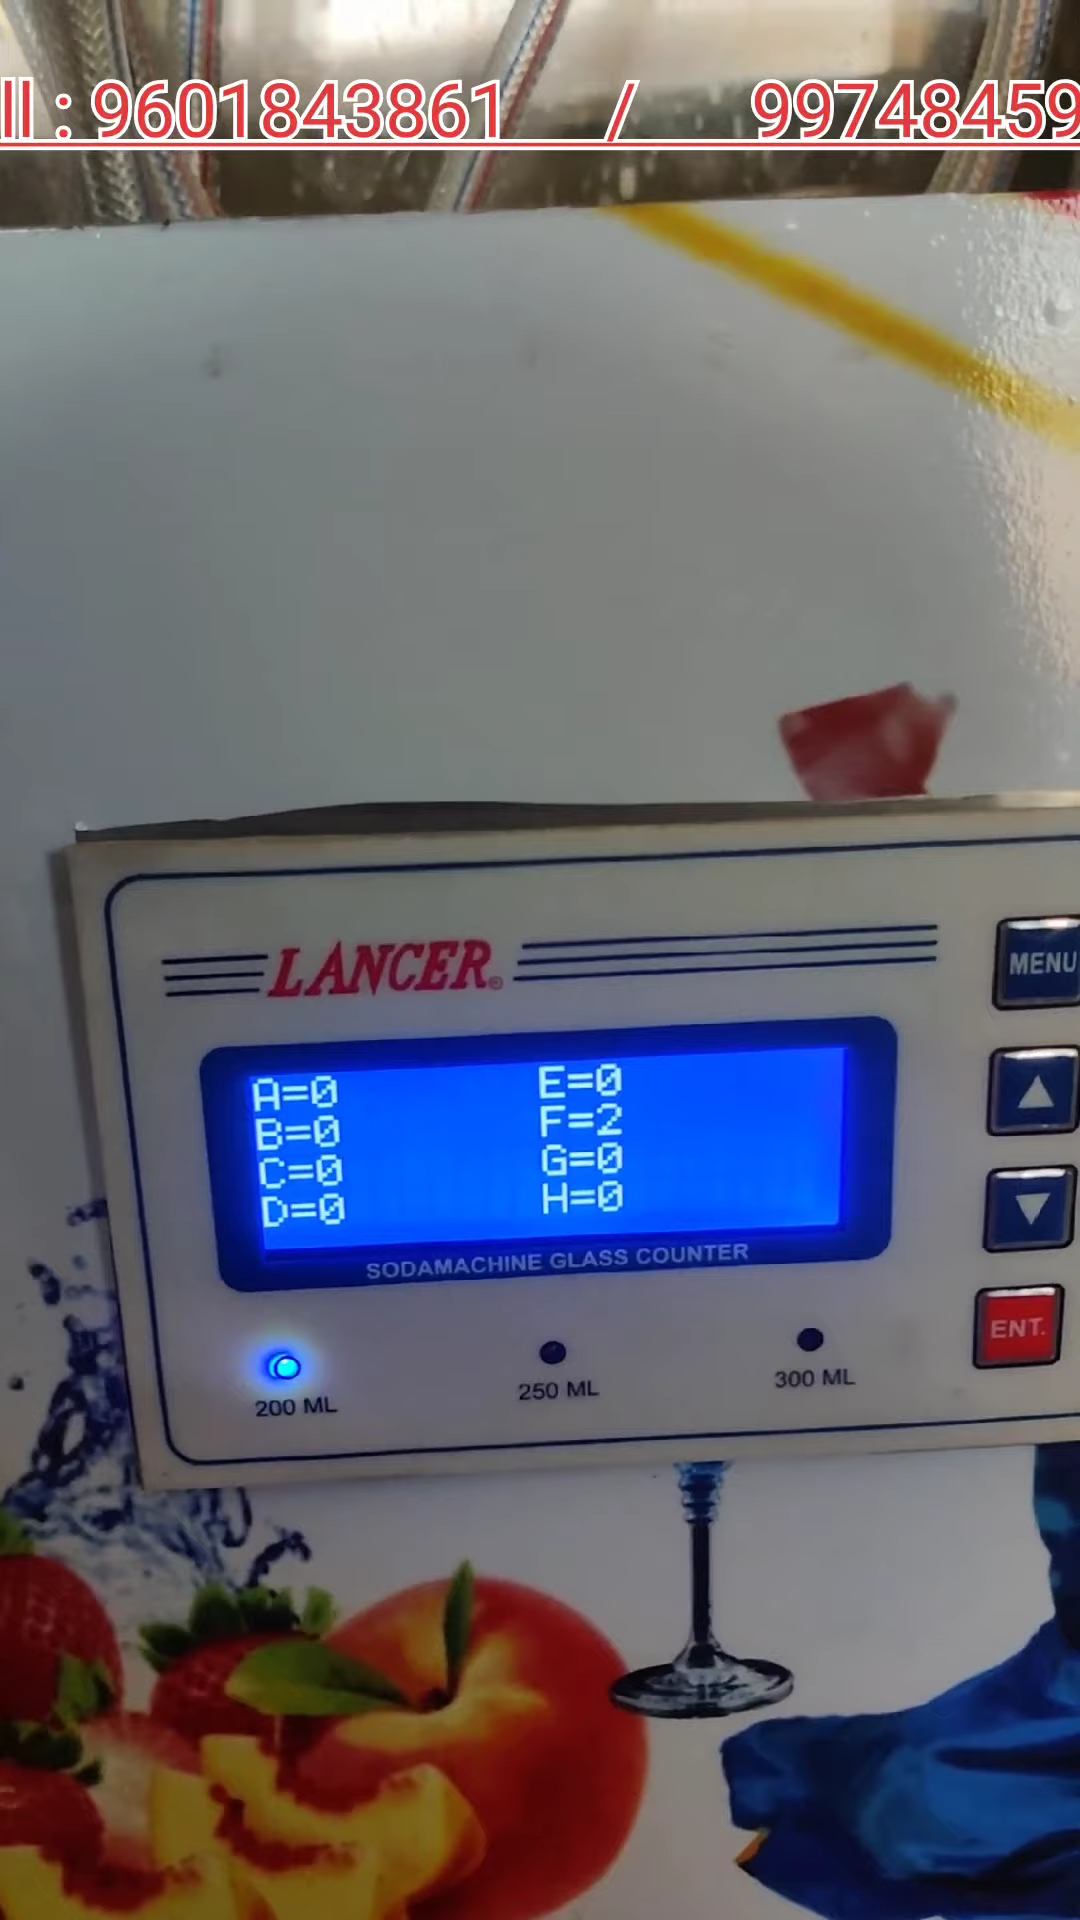 ll : 9601843861 / 99748459
LANCER®
MENU
A=0 E=0
B=0 F=2
C=0 G=0
D=0 H=0
SODAMACHINE GLASS COUNTER
ENT.
200 ML 250 ML 300 ML